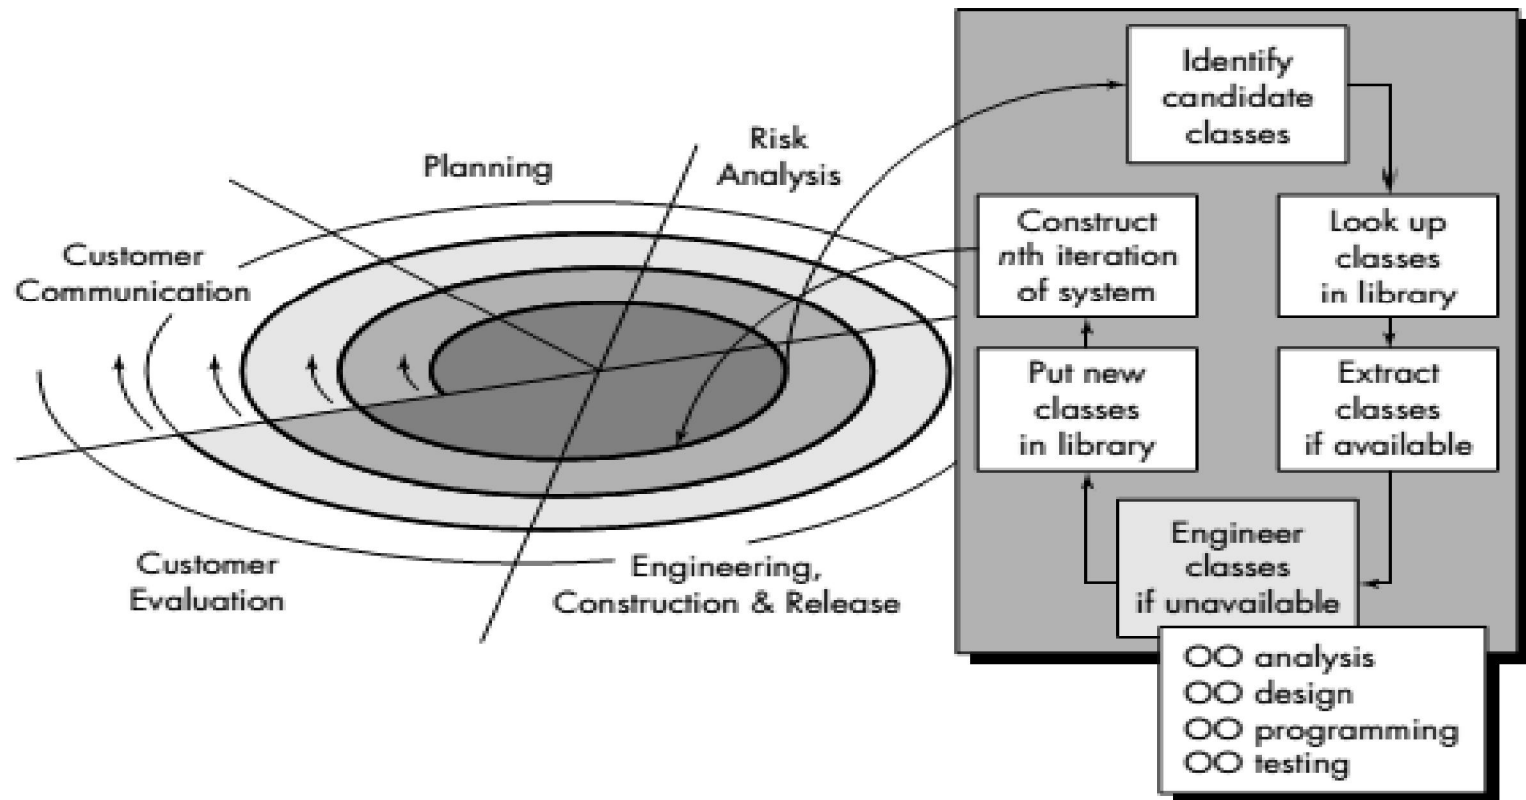 Planning
Risk
Analysis
Customer
Communication
Customer
Evaluation
Engineering,
Construction & Release
Identify
candidate
classes
Look up
classes
in library
Extract
classes
if available
Engineer
classes
if unavailable
Put new
classes
in library
Construct
nth iteration
of system
OO analysis
OO design
OO programming
OO testing